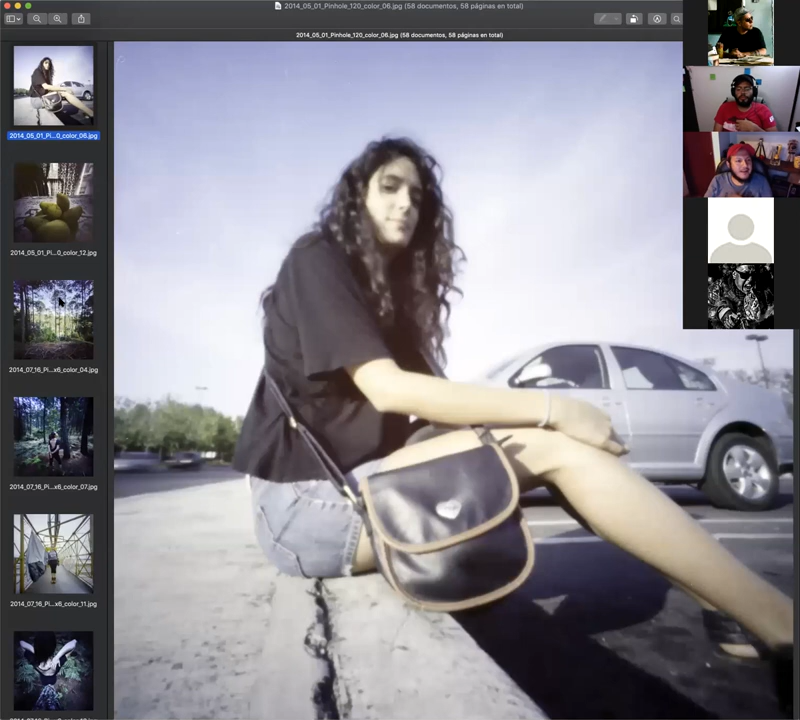 2014_05_01_Pinhole_120_color_06.jpg (58 documentos, 58 páginas en total)
2014_05_01_Pinhole_120_color_06.jpg (58 documentos, 58 páginas en total)
2014_05_01_Pi...0_color_06.jpg
2014_05_01_Pi...0_color_12.jpg
2014_07_16_Pi...x6_color_04.jpg
2014_07_16_Pi...x6_color_07.jpg
2014_07_16_Pi...x6_color_11.jpg